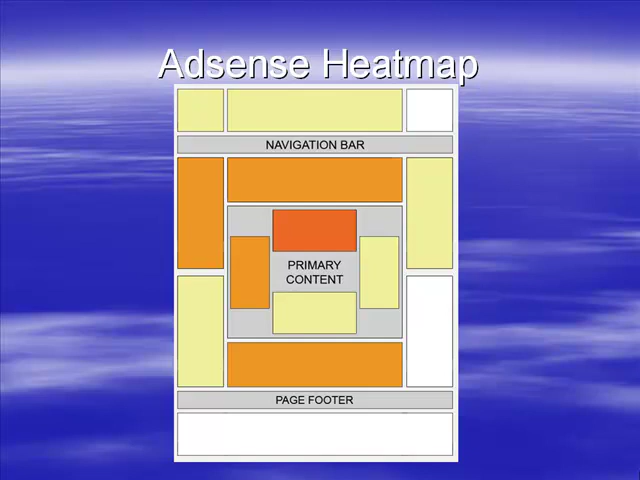 Adsense Heatmap
NAVIGATION BAR
PRIMARY
CONTENT
PAGE FOOTER